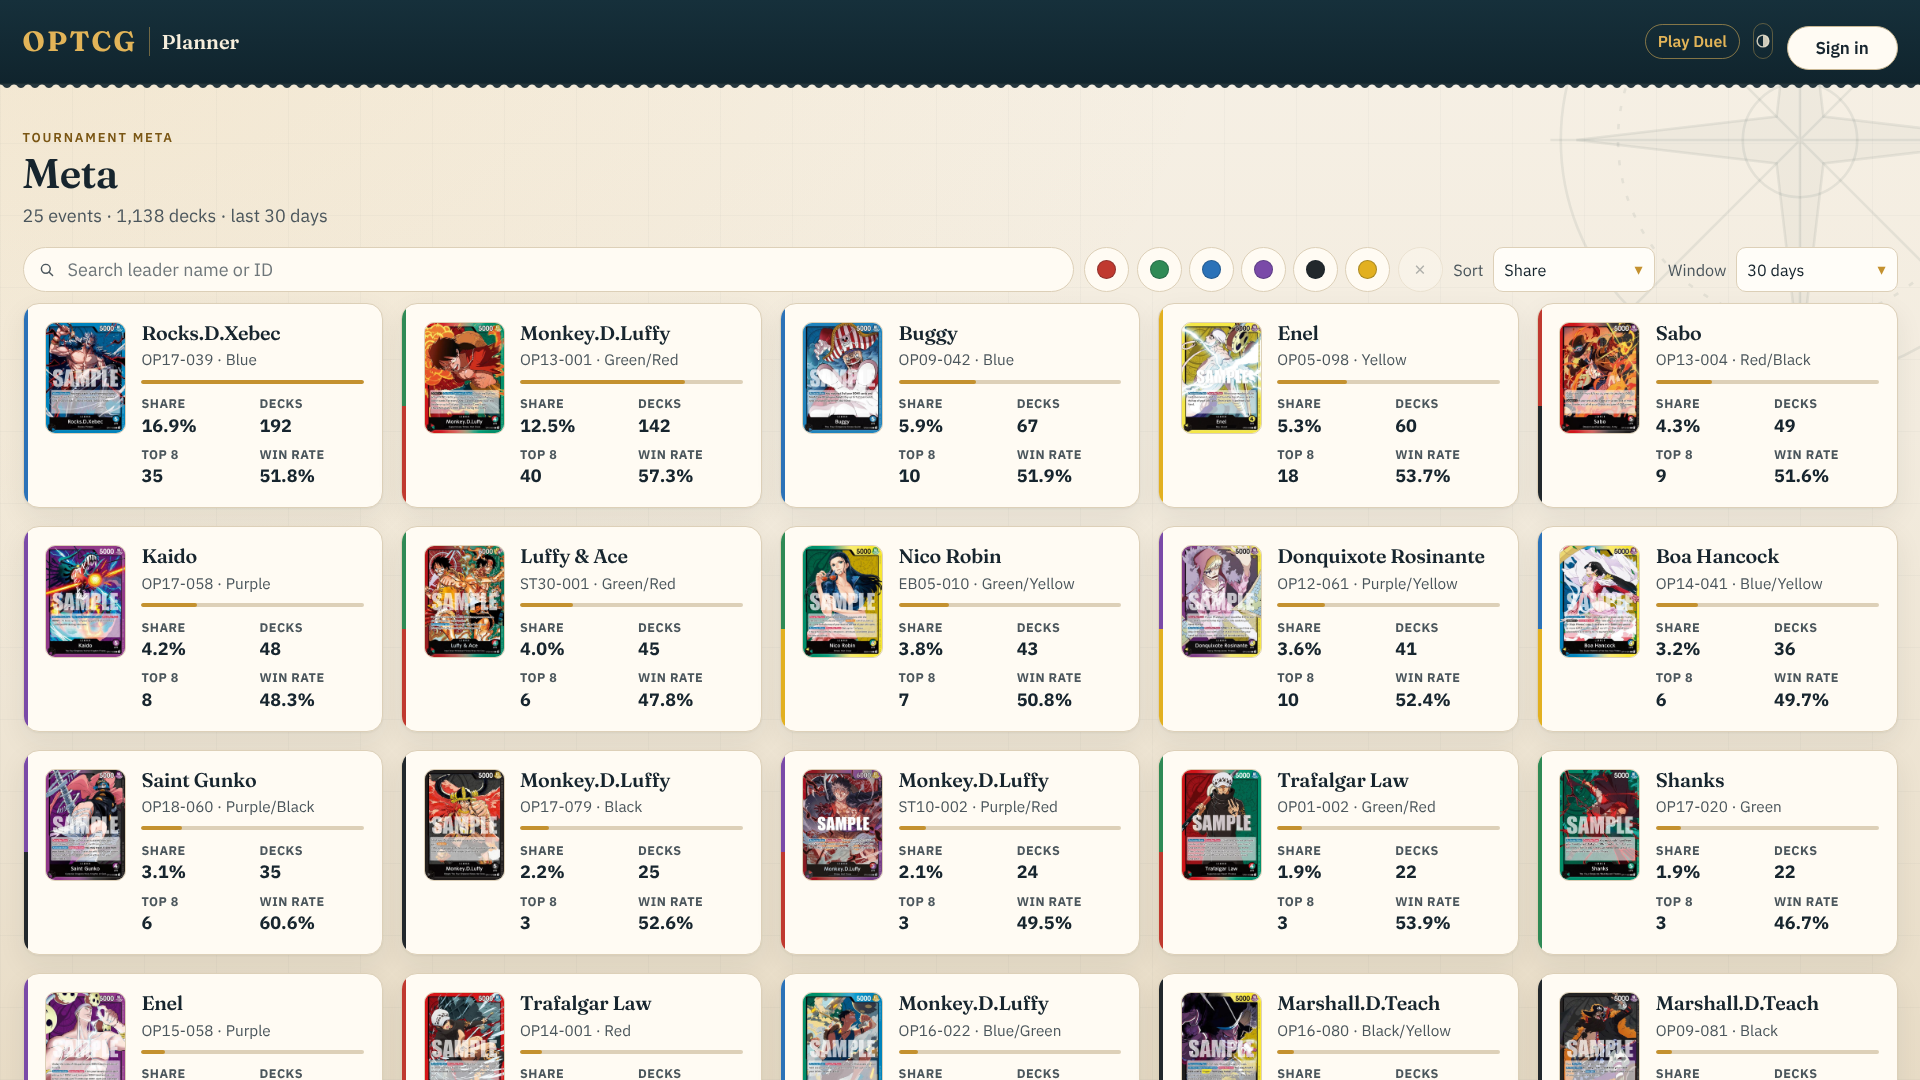 OPTCG
Planner
Play Duel
Sign in
TOURNAMENT META
Meta
25 events · 1,138 decks · last 30 days
Search leader name or ID
Sort
Share
Window
30 days
Rocks.D.Xebec
OP17-039 · Blue
SHARE DECKS
16.9% 192
TOP 8 WIN RATE
35 51.8%
Monkey.D.Luffy
OP13-001 · Green/Red
SHARE DECKS
12.5% 142
TOP 8 WIN RATE
40 57.3%
Buggy
OP09-042 · Blue
SHARE DECKS
5.9% 67
TOP 8 WIN RATE
10 51.9%
Enel
OP05-098 · Yellow
SHARE DECKS
5.3% 60
TOP 8 WIN RATE
18 53.7%
Sabo
OP13-004 · Red/Black
SHARE DECKS
4.3% 49
TOP 8 WIN RATE
9 51.6%
Kaido
OP17-058 · Purple
SHARE DECKS
4.2% 48
TOP 8 WIN RATE
8 48.3%
Luffy & Ace
ST30-001 · Green/Red
SHARE DECKS
4.0% 45
TOP 8 WIN RATE
6 47.8%
Nico Robin
EB05-010 · Green/Yellow
SHARE DECKS
3.8% 43
TOP 8 WIN RATE
7 50.8%
Donquixote Rosinante
OP12-061 · Purple/Yellow
SHARE DECKS
3.6% 41
TOP 8 WIN RATE
10 52.4%
Boa Hancock
OP14-041 · Blue/Yellow
SHARE DECKS
3.2% 36
TOP 8 WIN RATE
6 49.7%
Saint Gunko
OP18-060 · Purple/Black
SHARE DECKS
3.1% 35
TOP 8 WIN RATE
6 60.6%
Monkey.D.Luffy
OP17-079 · Black
SHARE DECKS
2.2% 25
TOP 8 WIN RATE
3 52.6%
Monkey.D.Luffy
ST10-002 · Purple/Red
SHARE DECKS
2.1% 24
TOP 8 WIN RATE
3 49.5%
Trafalgar Law
OP01-002 · Green/Red
SHARE DECKS
1.9% 22
TOP 8 WIN RATE
3 53.9%
Shanks
OP17-020 · Green
SHARE DECKS
1.9% 22
TOP 8 WIN RATE
3 46.7%
Enel
OP15-058 · Purple
SHARE DECKS
Trafalgar Law
OP14-001 · Red
SHARE DECKS
Monkey.D.Luffy
OP16-022 · Blue/Green
SHARE DECKS
Marshall.D.Teach
OP16-080 · Black/Yellow
SHARE DECKS
Marshall.D.Teach
OP09-081 · Black
SHARE DECKS